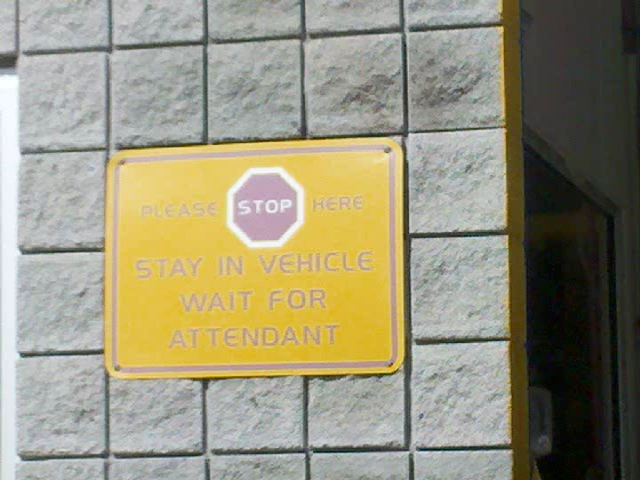 PLEASE STOP HERE
STAY IN VEHICLE
WAIT FOR
ATTENDANT